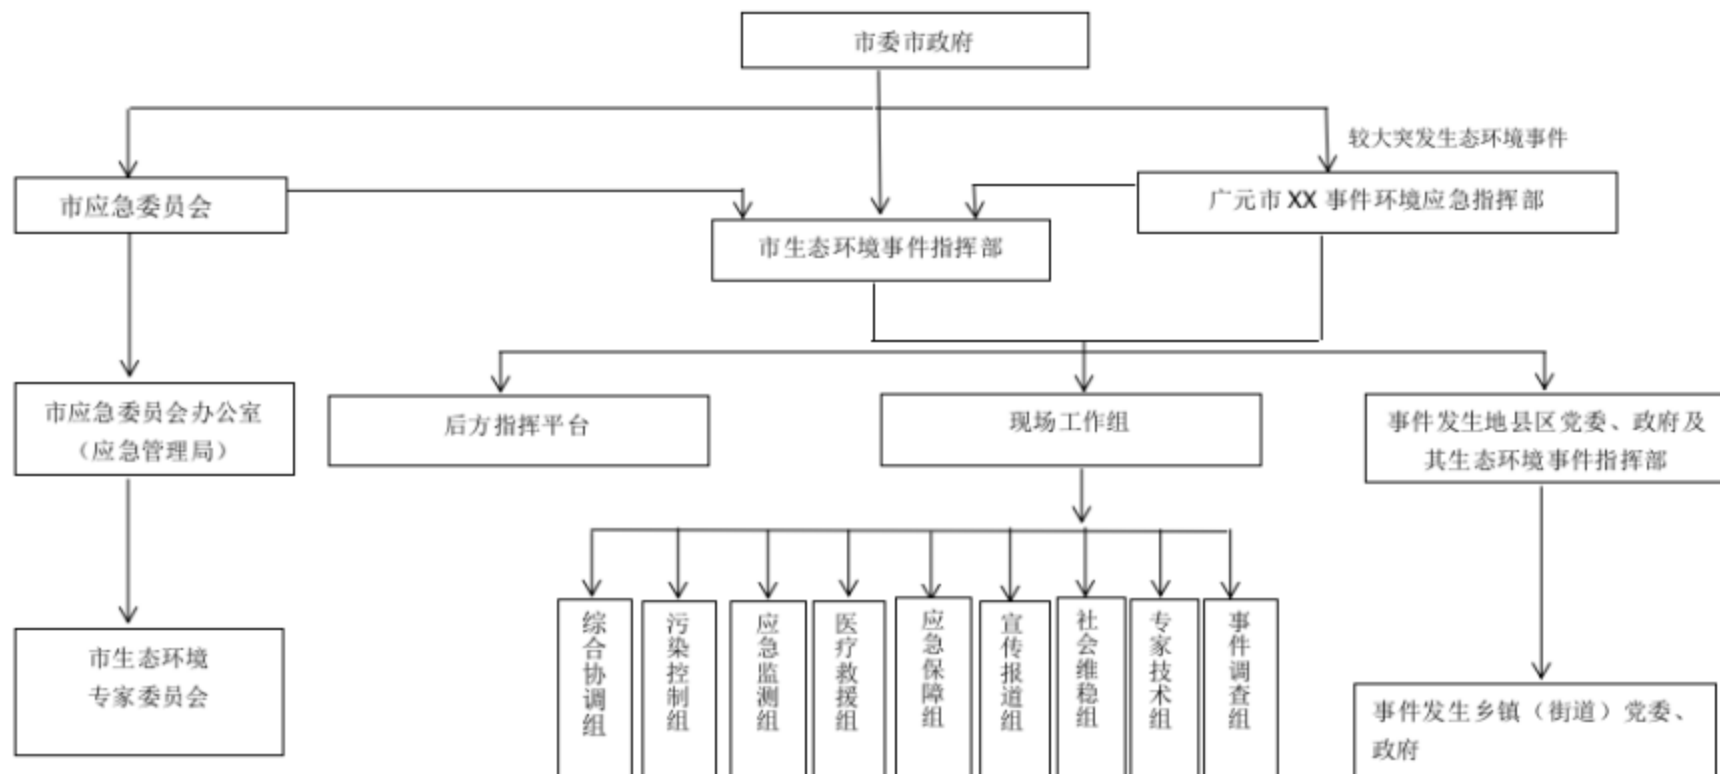 市委市政府
较大突发生态环境事件
市应急委员会
广元市 XX 事件环境应急指挥部
市生态环境事件指挥部
市应急委员会办公室
（应急管理局）
后方指挥平台
现场工作组
事件发生地县区党委、政府及
其生态环境事件指挥部
市生态环境
专家委员会
综合协调组
污染控制组
应急监测组
医疗救援组
应急保障组
宣传报道组
社会维稳组
专家技术组
事件调查组
事件发生乡镇（街道）党委、
政府